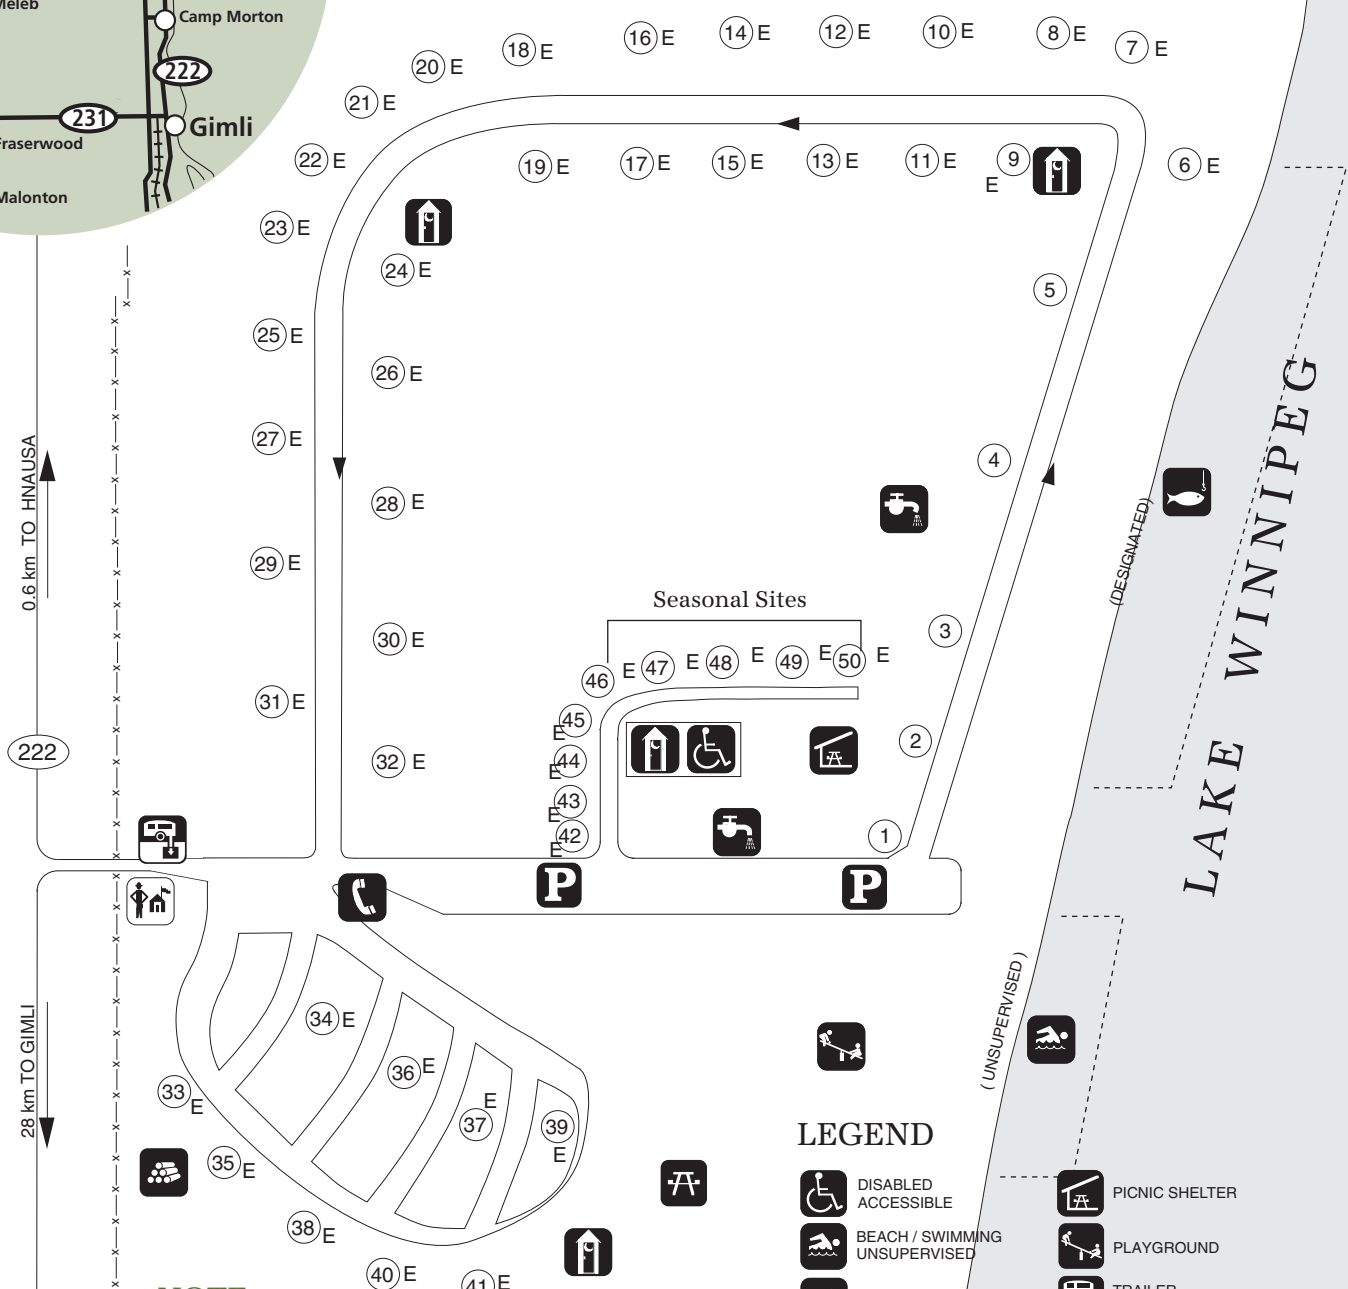 Meleb
Camp Morton
222
231
Gimli
Fraserwood
Malonton
18 E
16 E
14 E
12 E
10 E
8 E
7 E
20 E
21 E
22 E
19 E
17 E
15 E
13 E
11 E
9
E
6 E
23 E
24 E
5
25 E
26 E
27 E
4
28 E
29 E
30 E
31 E
32 E
0.6 km TO HNAUSA
222
28 km TO GIMLI
Seasonal Sites
46 E
47 E
48 E
49 E
50 E
45
E
44
E
43
E
42
E
3
2
1
P
P
(DESIGNATED)
LAKE WINNIPEG
( UNSUPERVISED )
34 E
36 E
33
E
E
37
39
E
35 E
38 E
40 E
41 E
LEGEND
DISABLED
ACCESSIBLE
BEACH / SWIMMING
UNSUPERVISED
PICNIC SHELTER
PLAYGROUND
TRAILER
NOTE